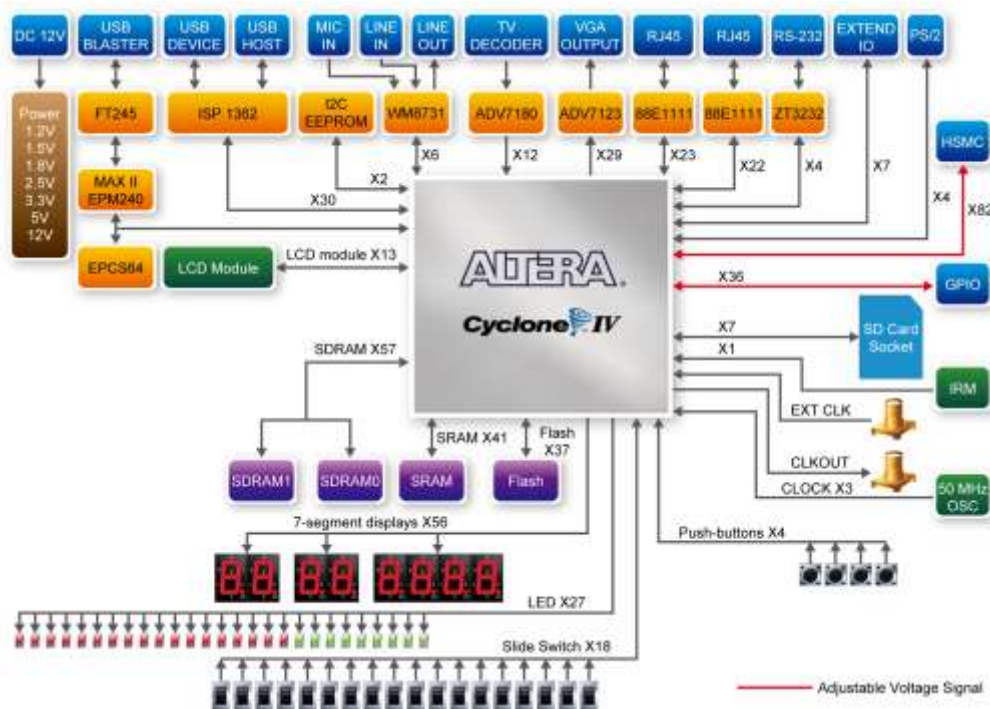 DC 12V
USB
BLASTER
USB
DEVICE
USB
HOST
MIC
IN
LINE
IN
LINE
OUT
TV
DECODER
VGA
OUTPUT
RJ45
RJ45
RS-232
EXTEND
IO
PS/2
Power
1.2V
1.5V
1.8V
2.5V
3.3V
5V
12V
FT245
ISP 1362
I2C
EEPROM
WM8731
ADV7180
ADV7123
88E1111
88E1111
ZT3232
HSMC
X6
X12
X29
X23
X22
X4
X7
X4
X82
X2
X30
MAX II
EPM240
EPCS64
LCD Module
LCD module X13
ALTERA.
Cyclone IV
X36
GPIO
X7
SD Card
Socket
X1
IRM
EXT CLK
CLKOUT
CLOCK X3
50 MHz
OSC
SDRAM X57
SRAM X41
Flash
X37
SDRAM1
SDRAM0
SRAM
Flash
7-segment displays X56
88
88
8888
Push-buttons X4
LED X27
Slide Switch X18
Adjustable Voltage Signal